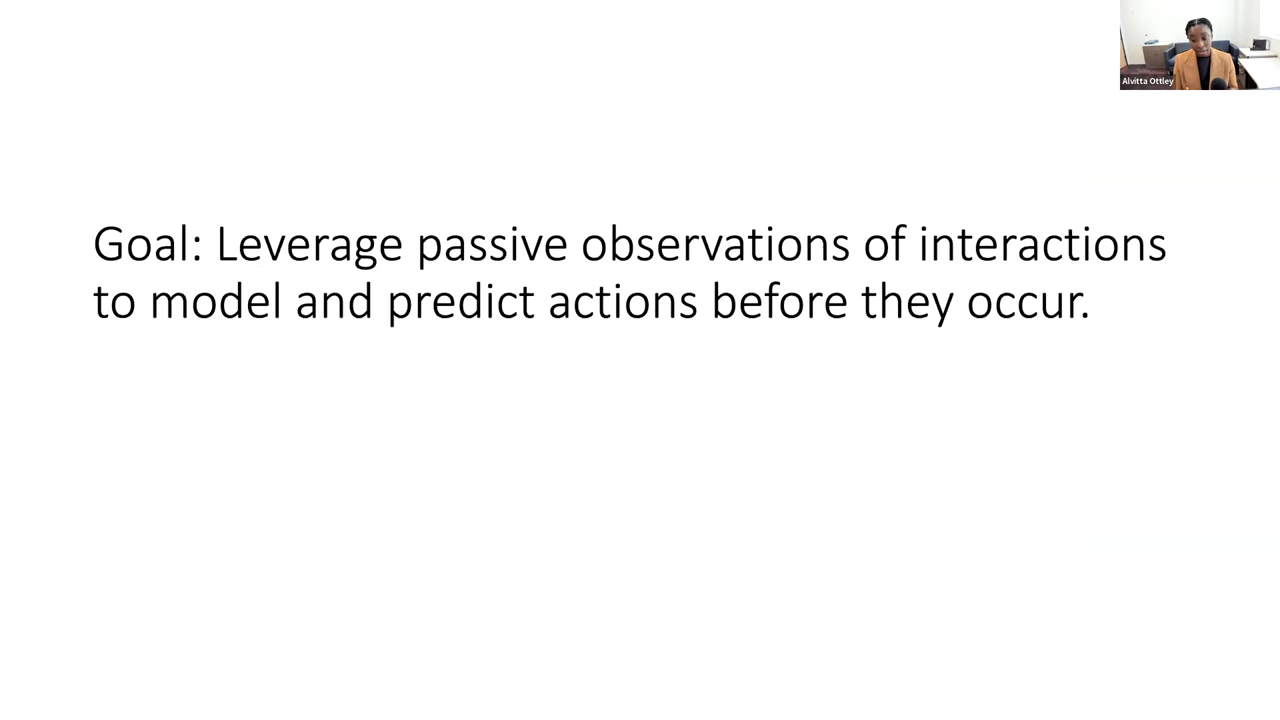 Alvitta Ottley
Goal: Leverage passive observations of interactions
to model and predict actions before they occur.